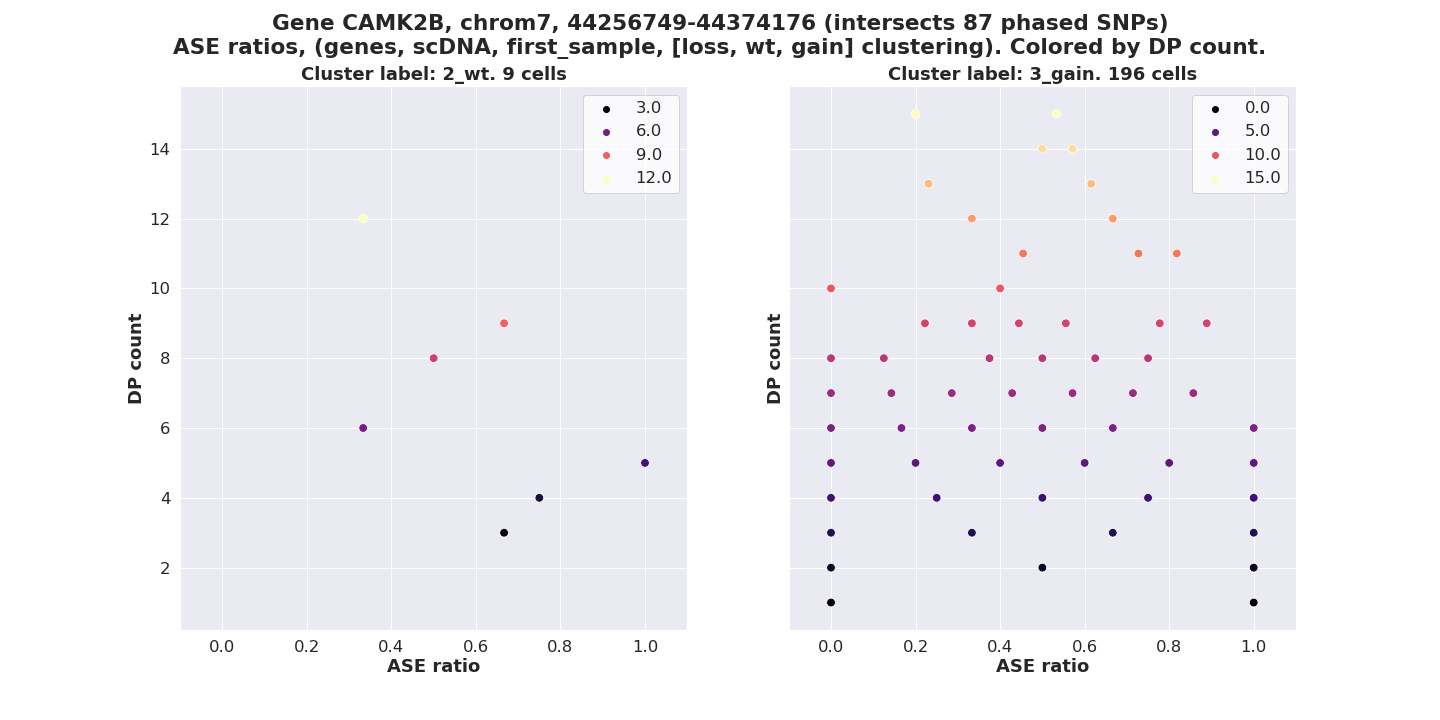 Gene CAMK2B, chrom7, 44256749-44374176 (intersects 87 phased SNPs)
ASE ratios, (genes, scDNA, first_sample, [loss, wt, gain] clustering). Colored by DP count.
Cluster label: 2_wt. 9 cells
3.0
6.0
9.0
12.0
14
12
10
8
6
4
2
DP count
0.0 0.2 0.4 0.6 0.8 1.0
ASE ratio
Cluster label: 3_gain. 196 cells
0.0
5.0
10.0
15.0
DP count
0.0 0.2 0.4 0.6 0.8 1.0
ASE ratio